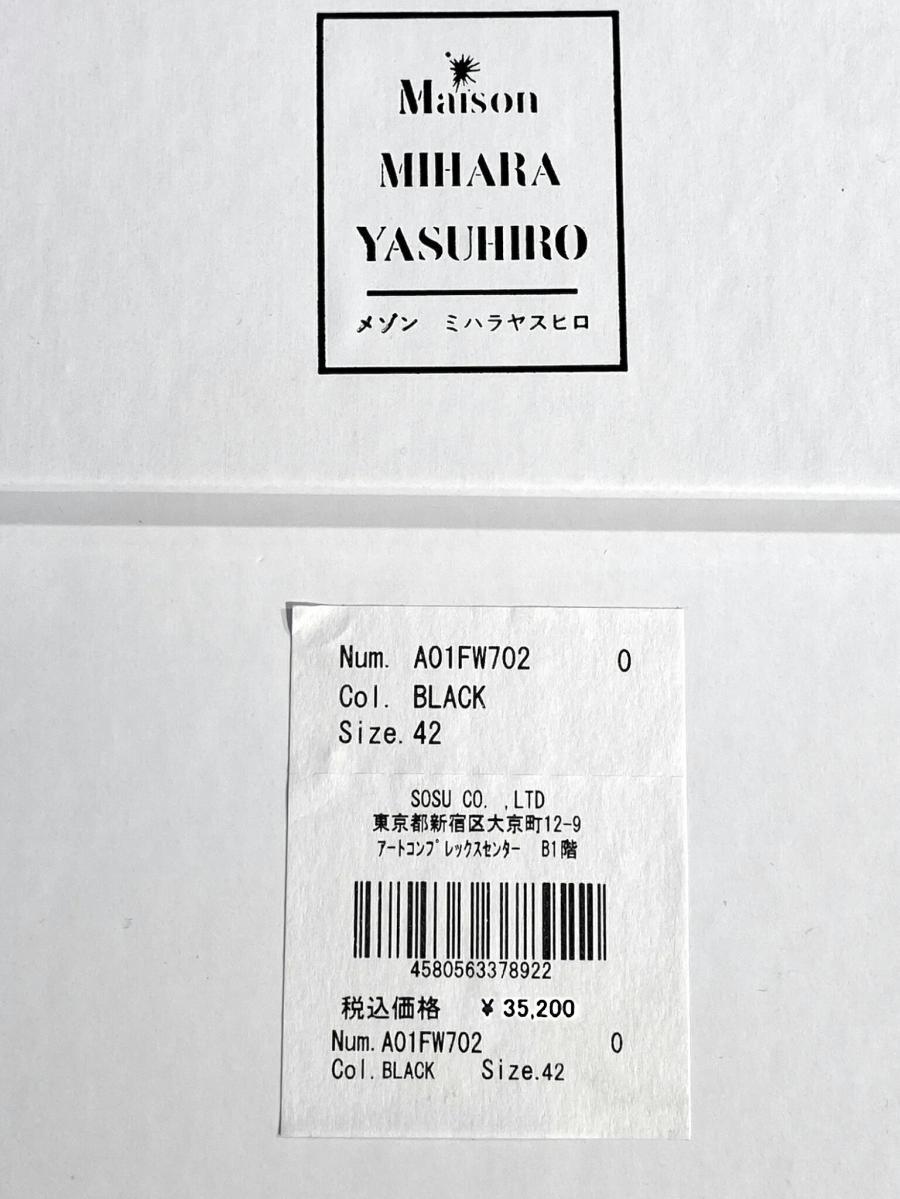 Maison
MIHARA
YASUHIRO
メゾン ミハラヤスヒロ
Num. A01FW702 0
Col. BLACK
Size. 42
SOSU CO. ,LTD
東京都新宿区大京町12-9
アートコンプレックスセンター B1階
4580563378922
税込価格 ¥ 35,200
Num. A01FW702 0
Col. BLACK Size. 42